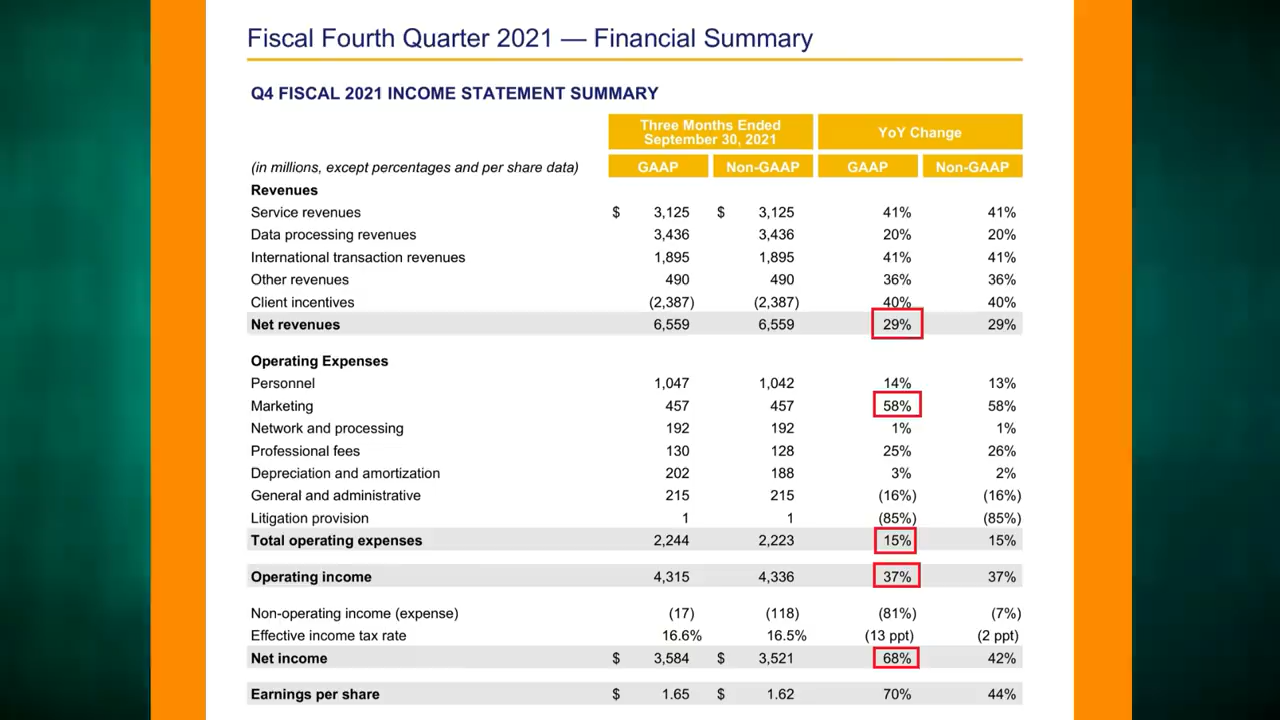 Fiscal Fourth Quarter 2021 — Financial Summary
Q4 FISCAL 2021 INCOME STATEMENT SUMMARY
Three Months Ended
September 30, 2021
YoY Change
(in millions, except percentages and per share data) GAAP Non-GAAP GAAP Non-GAAP
Revenues
Service revenues $ 3,125 $ 3,125 41% 41%
Data processing revenues 3,436 3,436 20% 20%
International transaction revenues 1,895 1,895 41% 41%
Other revenues 490 490 36% 36%
Client incentives (2,387) (2,387) 40% 40%
Net revenues 6,559 6,559 29% 29%
Operating Expenses
Personnel 1,047 1,042 14% 13%
Marketing 457 457 58% 58%
Network and processing 192 192 1% 1%
Professional fees 130 128 25% 26%
Depreciation and amortization 202 188 3% 2%
General and administrative 215 215 (16%) (16%)
Litigation provision 1 1 (85%) (85%)
Total operating expenses 2,244 2,223 15% 15%
Operating income 4,315 4,336 37% 37%
Non-operating income (expense) (17) (118) (81%) (7%)
Effective income tax rate 16.6% 16.5% (13 ppt) (2 ppt)
Net income $ 3,584 $ 3,521 68% 42%
Earnings per share $ 1.65 $ 1.62 70% 44%